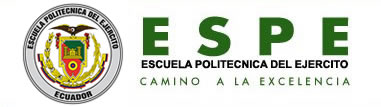 ESCUELA POLITECNICA DEL EJERCITO
ECUADOR
ESPE
ESCUELA POLITECNICA DEL EJERCITO
CAMINO A LA EXCELENCIA